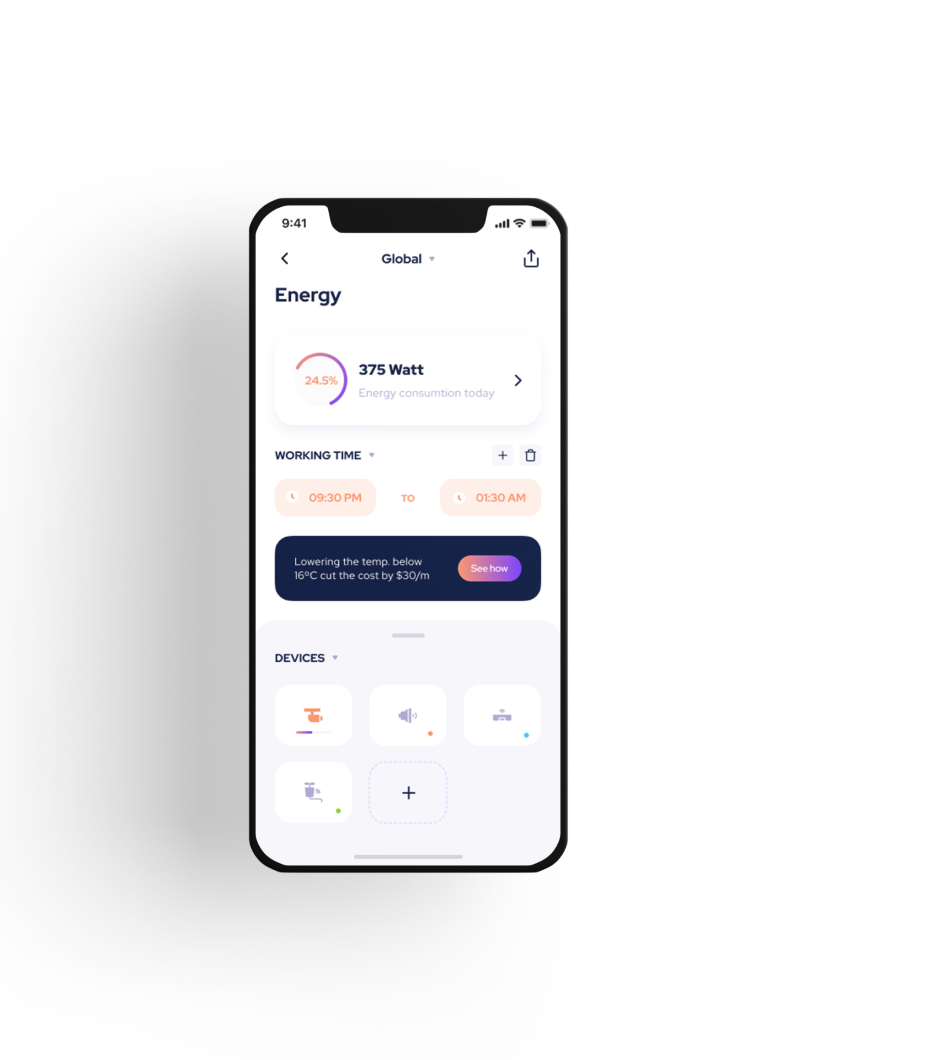 9:41
Global
Energy
24.5%
375 Watt
Energy consumtion today
WORKING TIME
09:30 PM TO 01:30 AM
Lowering the temp. below
16ºC cut the cost by $30/m
See how
DEVICES